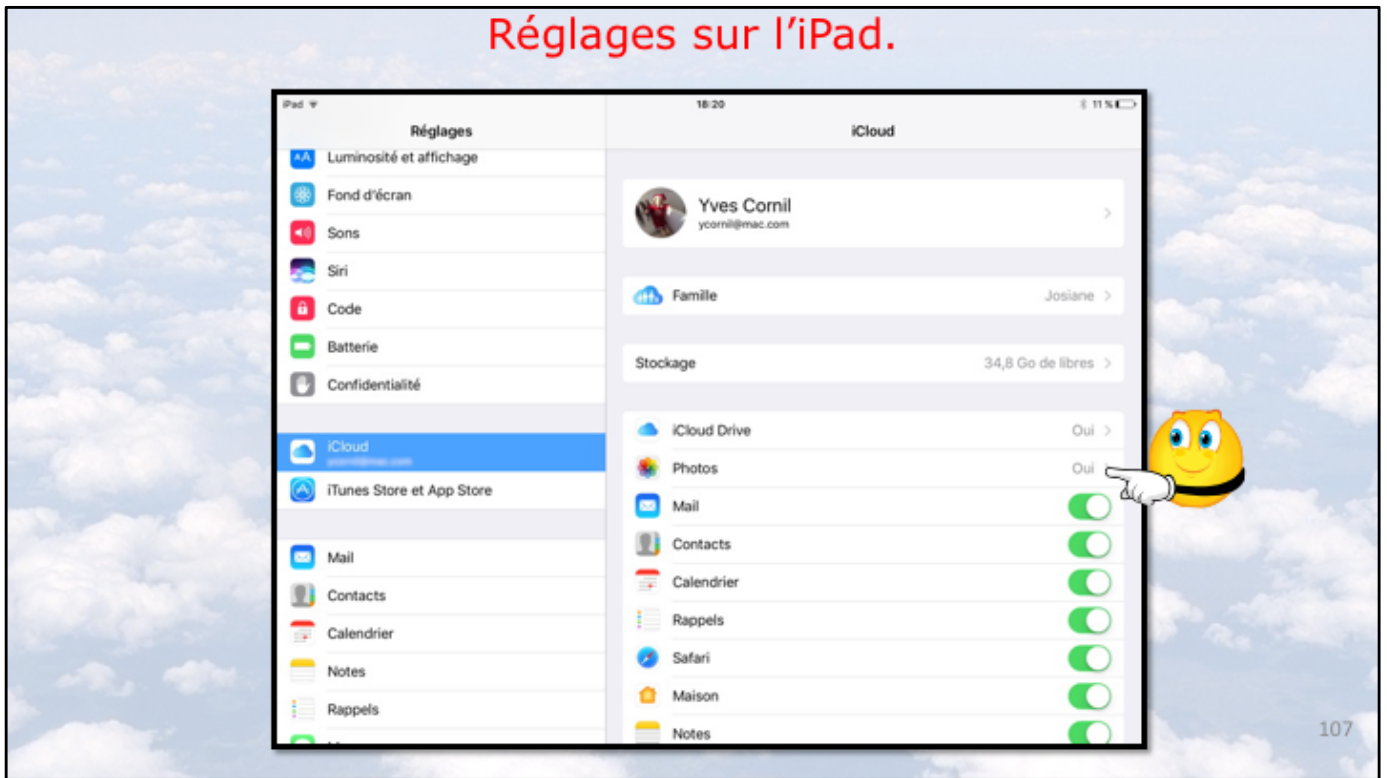 Réglages sur l'iPad.
iPad
18:20
11 %
Réglages
iCloud
Luminosité et affichage
Fond d'écran
Sons
Siri
Code
Batterie
Confidentialité
iCloud
iTunes Store et App Store
Mail
Contacts
Calendrier
Notes
Rappels
Yves Cornil
ycornil@mac.com
Famille
Josiane
Stockage
34,8 Go de libres
iCloud Drive
Oui
Photos
Oui
Mail
Contacts
Calendrier
Rappels
Safari
Maison
Notes
107